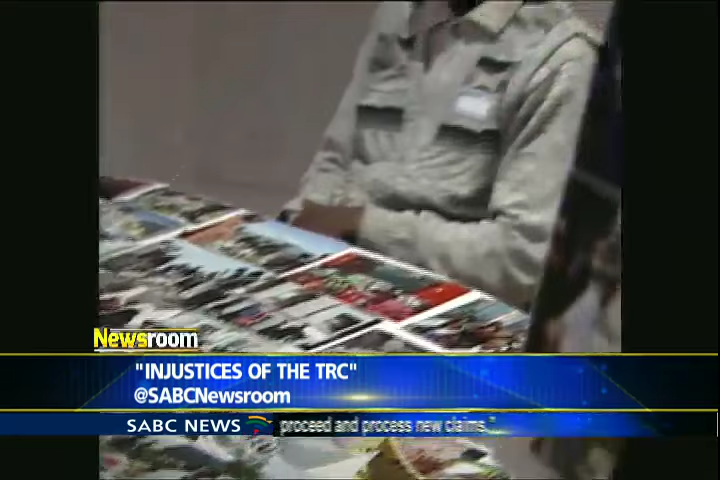 Newsroom
"INJUSTICES OF THE TRC"
@SABCNewsroom
SABC NEWS
proceed and process new claims."